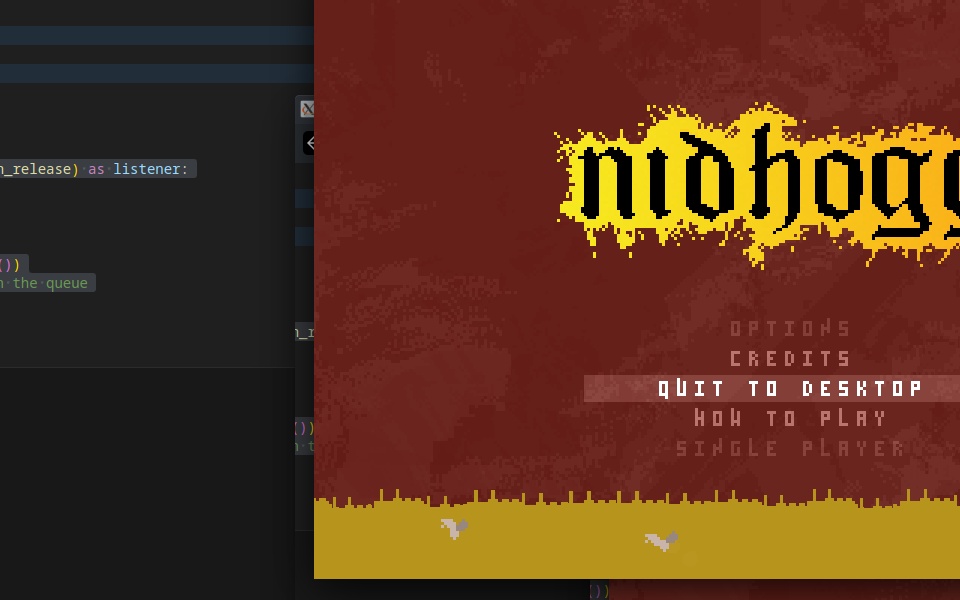 n_release) as listener:
())
n the queue
n_r
())
n t
nidhogg
OPTIONS
CREDITS
QUIT TO DESKTOP
HOW TO PLAY
SINGLE PLAYER
())